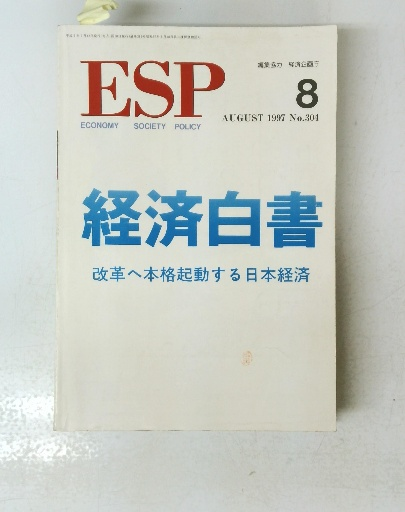 編集協力 経済企画庁
ESP
8
ECONOMY SOCIETY POLICY
AUGUST 1997 No.304
経済白書
改革へ本格起動する日本経済